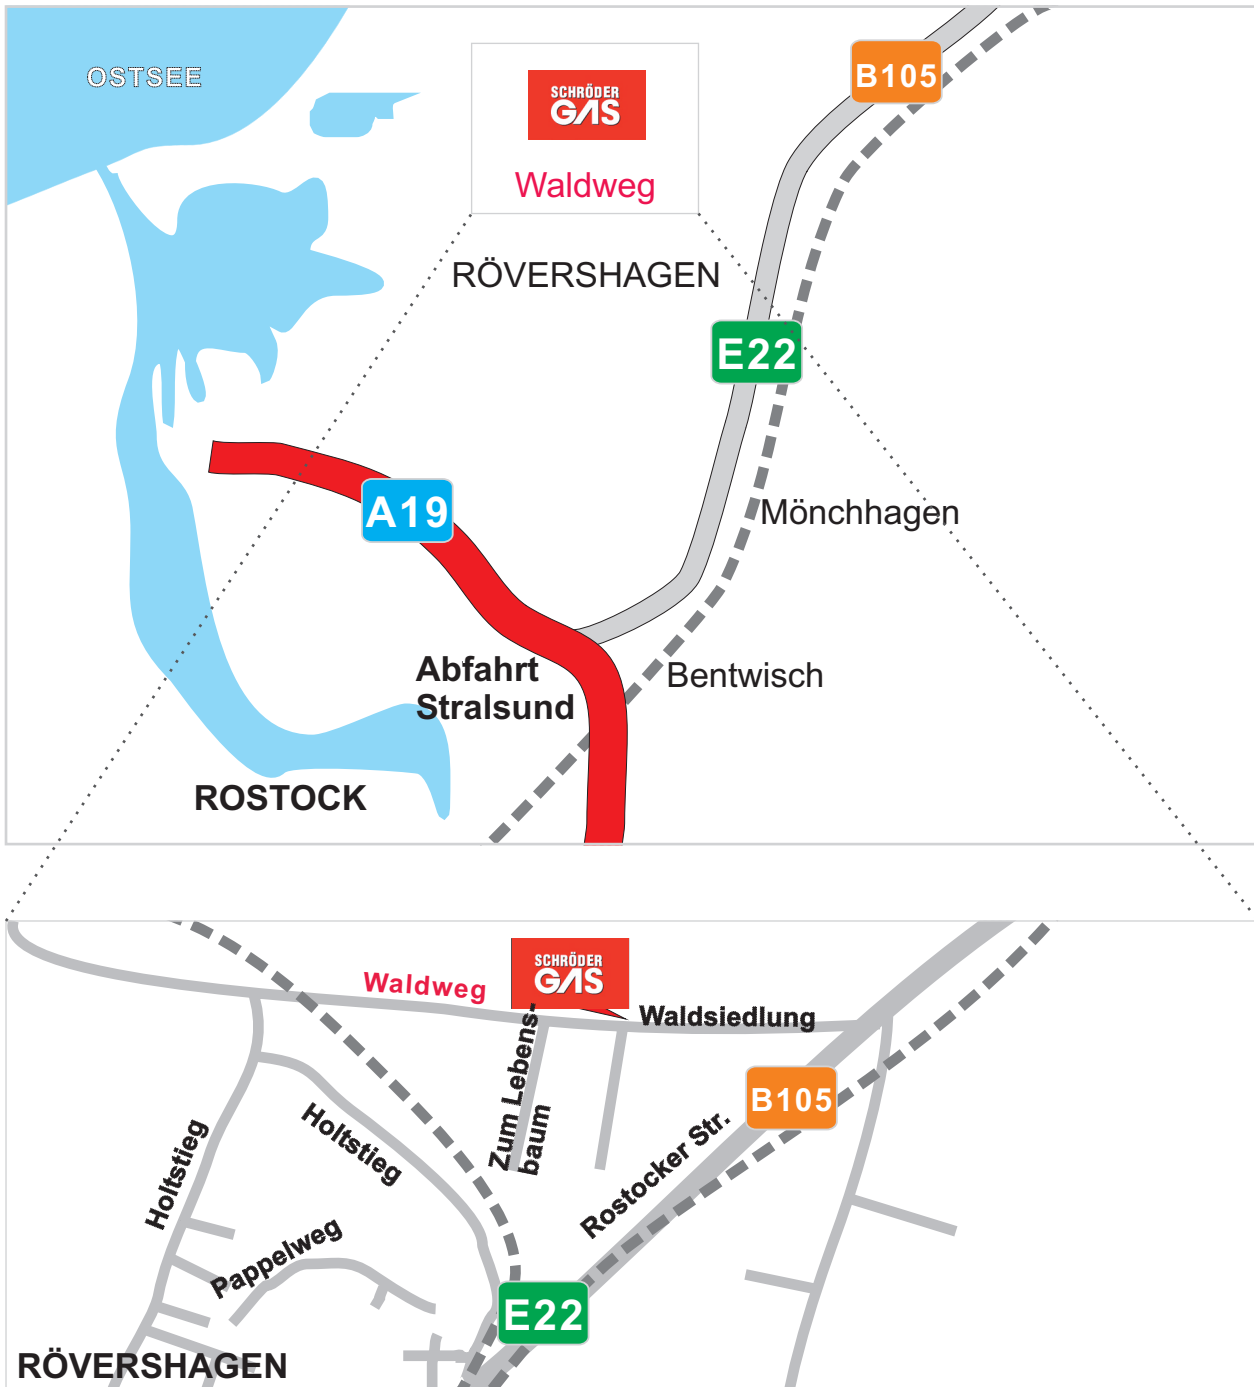 OSTSEE
B105
SCHRÖDER
GAS
Waldweg
RÖVERSHAGEN
E22
A19
Mönchhagen
Abfahrt
Stralsund
Bentwisch
ROSTOCK
SCHRÖDER
GAS
Waldweg
Waldsiedlung
Zum Lebens-
baum
B105
Holtstieg
Holtstieg
Rostocker Str.
Pappelweg
E22
RÖVERSHAGEN